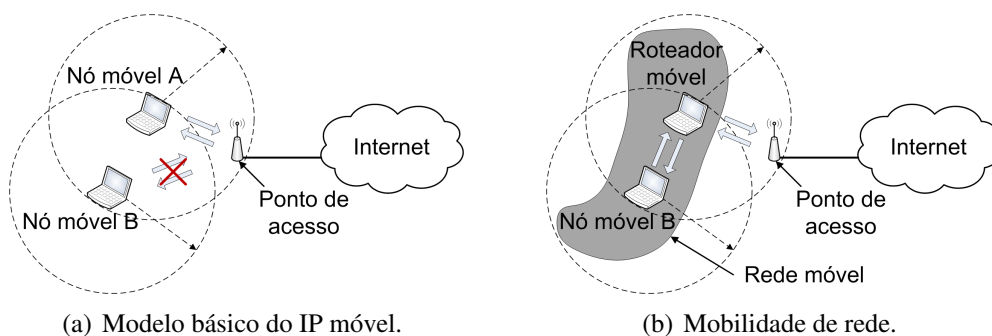 Nó móvel A
Internet
Nó móvel B
Ponto de
acesso
(a) Modelo básico do IP móvel.
Roteador
móvel
Internet
Nó móvel B
Ponto de
acesso
Rede móvel
(b) Mobilidade de rede.